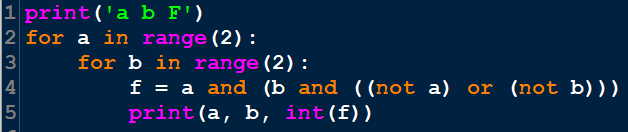 1 print('a b F')
2 for a in range(2):
3     for b in range(2):
4         f = a and (b and ((not a) or (not b)))
5         print(a, b, int(f))